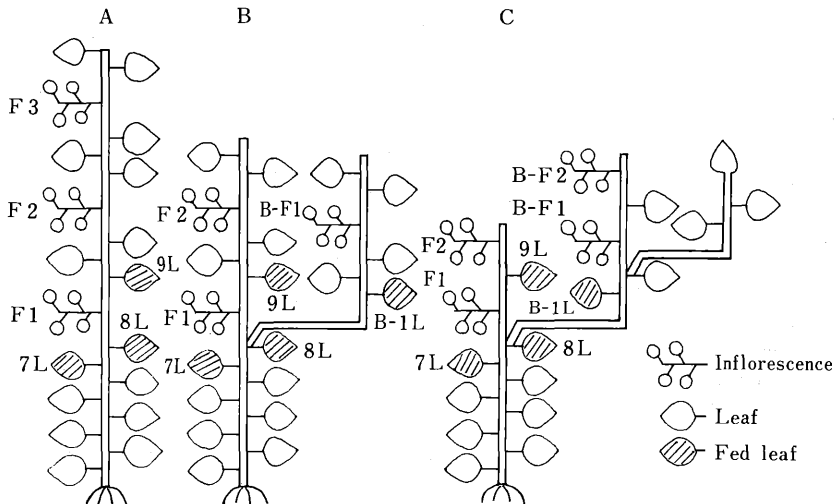 A
B
C
F3
F2
9L
F1
8L
7L
F2
B-F1
9L
F1
B-1L
8L
7L
B-F2
B-F1
F2
9L
F1
B-1L
8L
7L
Inflorescence
Leaf
Fed leaf